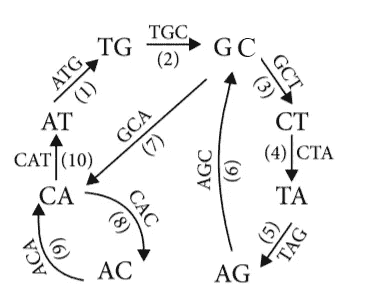 TGC
TG GC
(2)
ATG
(1)
GCT
(3)
AT
GCA
(7)
CT
CAT (10)
AGC
(6)
(4) CTA
CA
CAC
(8)
TA
ACA
(9)
(5)
TAG
AC
AG